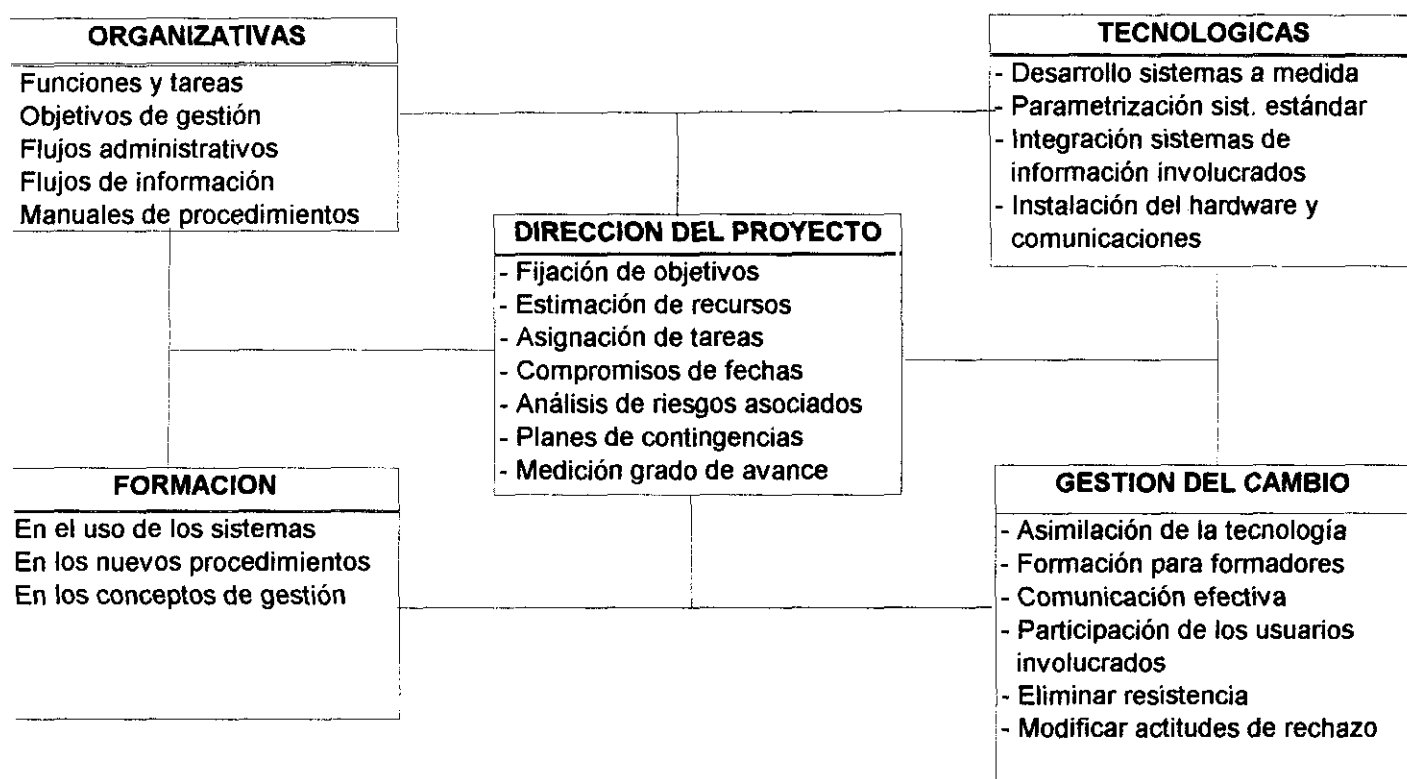 ORGANIZATIVAS
Funciones y tareas
Objetivos de gestión
Flujos administrativos
Flujos de información
Manuales de procedimientos
TECNOLOGICAS
- Desarrollo sistemas a medida
- Parametrización sist. estándar
- Integración sistemas de
información involucrados
- Instalación del hardware y
comunicaciones
DIRECCION DEL PROYECTO
- Fijación de objetivos
- Estimación de recursos
- Asignación de tareas
- Compromisos de fechas
- Análisis de riesgos asociados
- Planes de contingencias
- Medición grado de avance
FORMACION
En el uso de los sistemas
En los nuevos procedimientos
En los conceptos de gestión
GESTION DEL CAMBIO
- Asimilación de la tecnología
- Formación para formadores
- Comunicación efectiva
- Participación de los usuarios
involucrados
- Eliminar resistencia
- Modificar actitudes de rechazo